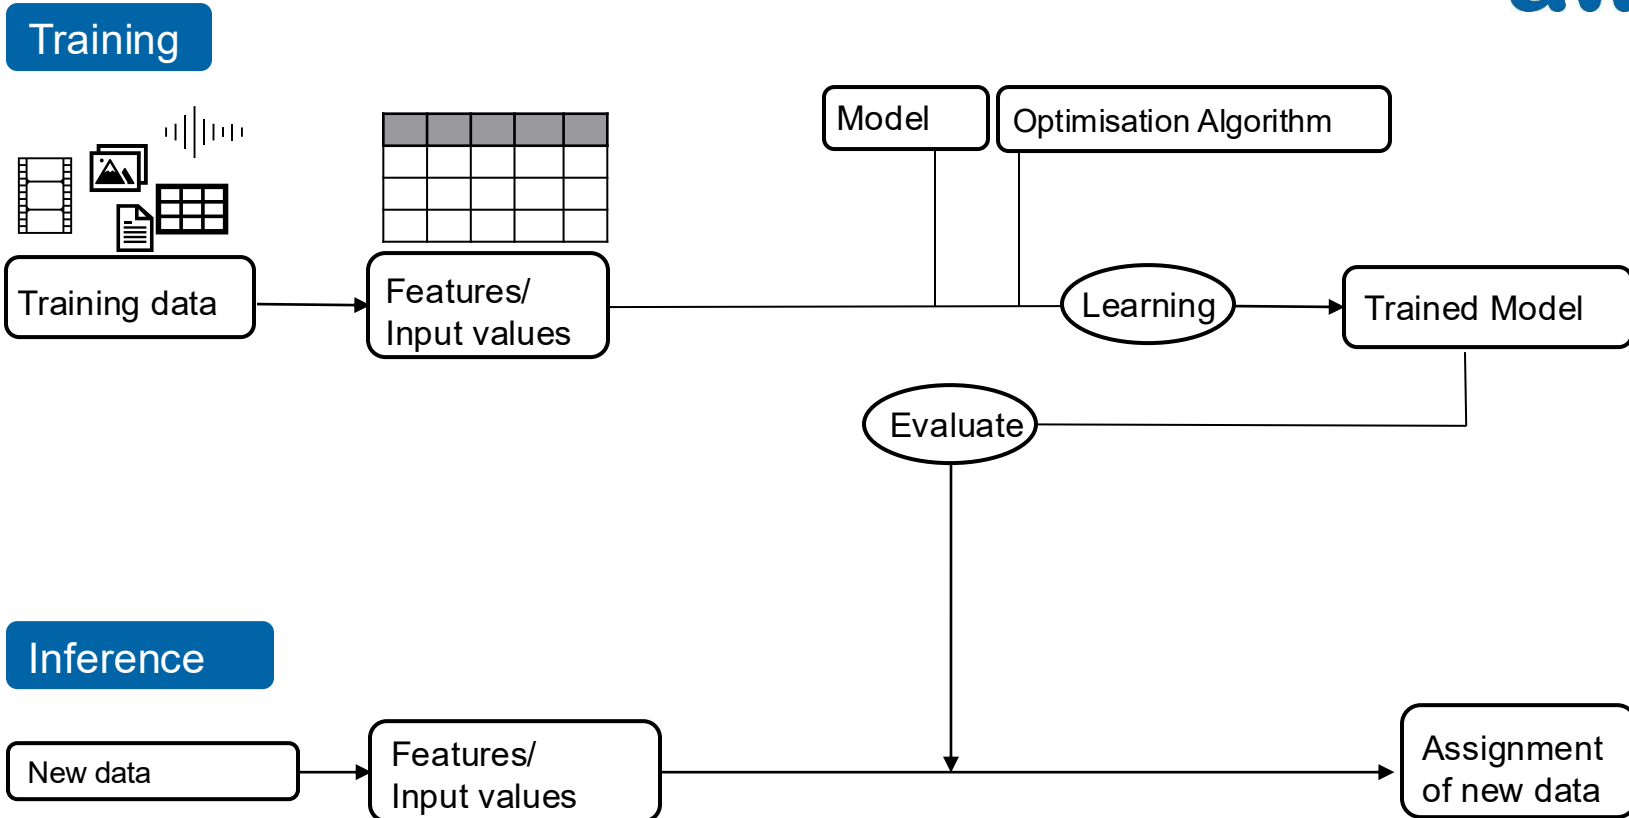 Training
Model
Optimisation Algorithm
Training data
Features/
Input values
Learning
Trained Model
Evaluate
Inference
New data
Features/
Input values
Assignment
of new data